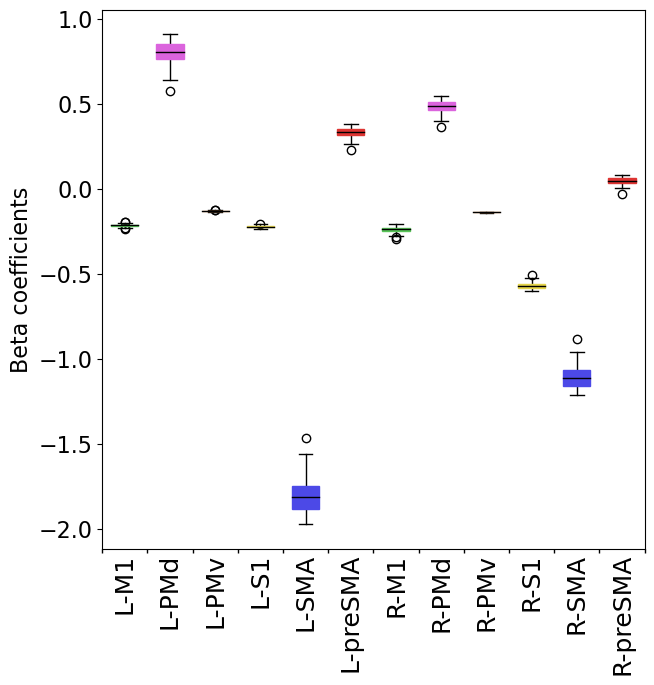 Beta coefficients
1.0
0.5
0.0
−0.5
−1.0
−1.5
−2.0
L-M1
L-PMd
L-PMv
L-S1
L-SMA
L-preSMA
R-M1
R-PMd
R-PMv
R-S1
R-SMA
R-preSMA